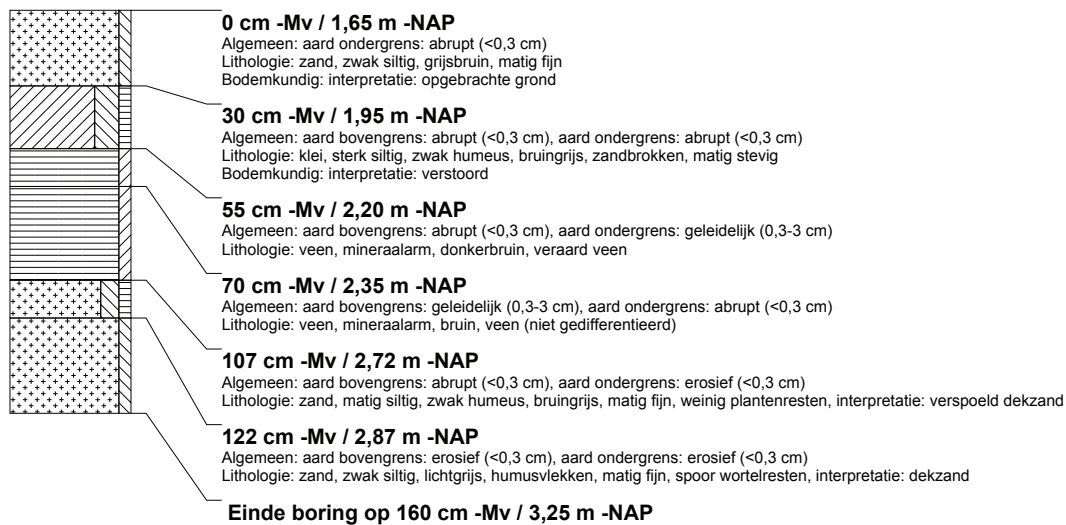 0 cm -Mv / 1,65 m -NAP
Algemeen: aard ondergrens: abrupt (<0,3 cm)
Lithologie: zand, zwak siltig, grijsbruin, matig fijn
Bodemkundig: interpretatie: opgebrachte grond
30 cm -Mv / 1,95 m -NAP
Algemeen: aard bovengrens: abrupt (<0,3 cm), aard ondergrens: abrupt (<0,3 cm)
Lithologie: klei, sterk siltig, zwak humeus, bruingrijs, zandbrokken, matig stevig
Bodemkundig: interpretatie: verstoord
55 cm -Mv / 2,20 m -NAP
Algemeen: aard bovengrens: abrupt (<0,3 cm), aard ondergrens: geleidelijk (0,3-3 cm)
Lithologie: veen, mineraalarm, donkerbruin, veraard veen
70 cm -Mv / 2,35 m -NAP
Algemeen: aard bovengrens: geleidelijk (0,3-3 cm), aard ondergrens: abrupt (<0,3 cm)
Lithologie: veen, mineraalarm, bruin, veen (niet gedifferentieerd)
107 cm -Mv / 2,72 m -NAP
Algemeen: aard bovengrens: abrupt (<0,3 cm), aard ondergrens: erosief (<0,3 cm)
Lithologie: zand, matig siltig, zwak humeus, bruingrijs, matig fijn, weinig plantenresten, interpretatie: verspoeld dekzand
122 cm -Mv / 2,87 m -NAP
Algemeen: aard bovengrens: erosief (<0,3 cm), aard ondergrens: erosief (<0,3 cm)
Lithologie: zand, zwak siltig, lichtgrijs, humusvlekken, matig fijn, spoor wortelresten, interpretatie: dekzand
Einde boring op 160 cm -Mv / 3,25 m -NAP